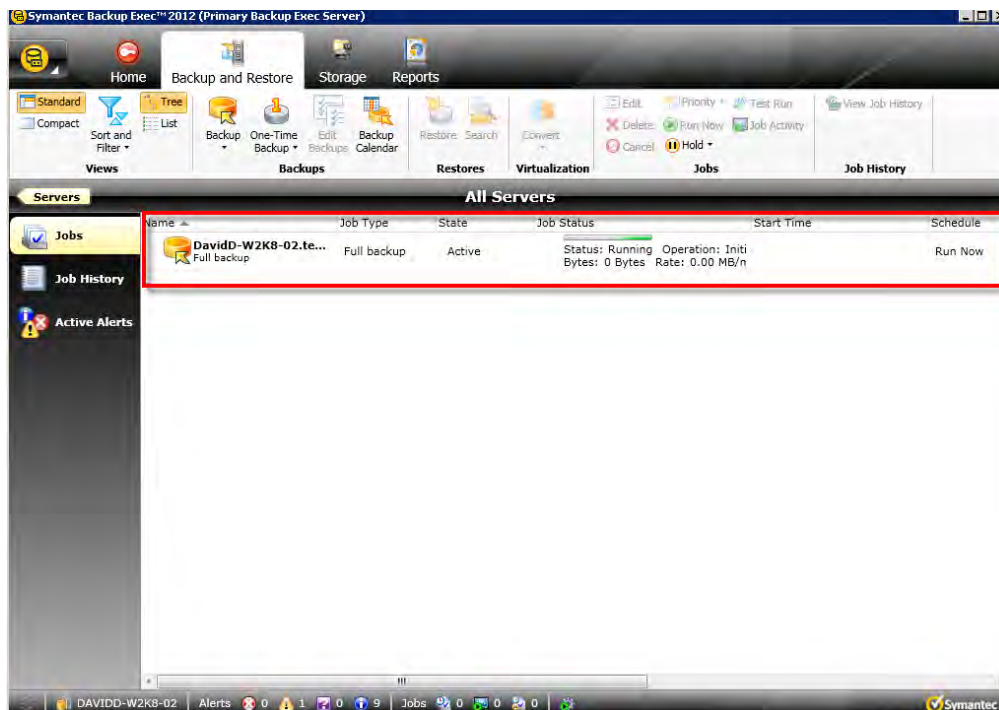 Symantec Backup Exec™ 2012 (Primary Backup Exec Server)
Home Backup and Restore Storage Reports
Standard
Compact
Sort and Filter
Tree
List
Views
Backup
One-Time Backup
Edit Backups
Backup Calendar
Backups
Restore Search
Restores
Convert
Virtualization
Edit Priority Test Run
Delete Run Now Job Activity
Cancel Hold
Jobs
View Job History
Job History
Servers
All Servers
Jobs
Job History
Active Alerts
Name Job Type State Job Status Start Time Schedule
DavidD-W2K8-02.te...
Full backup
Full backup Active
Status: Running Operation: Initi
Bytes: 0 Bytes Rate: 0.00 MB/n
Run Now
DAVIDD-W2K8-02 Alerts 0 1 0 9 Jobs 0 0 0
Symantec